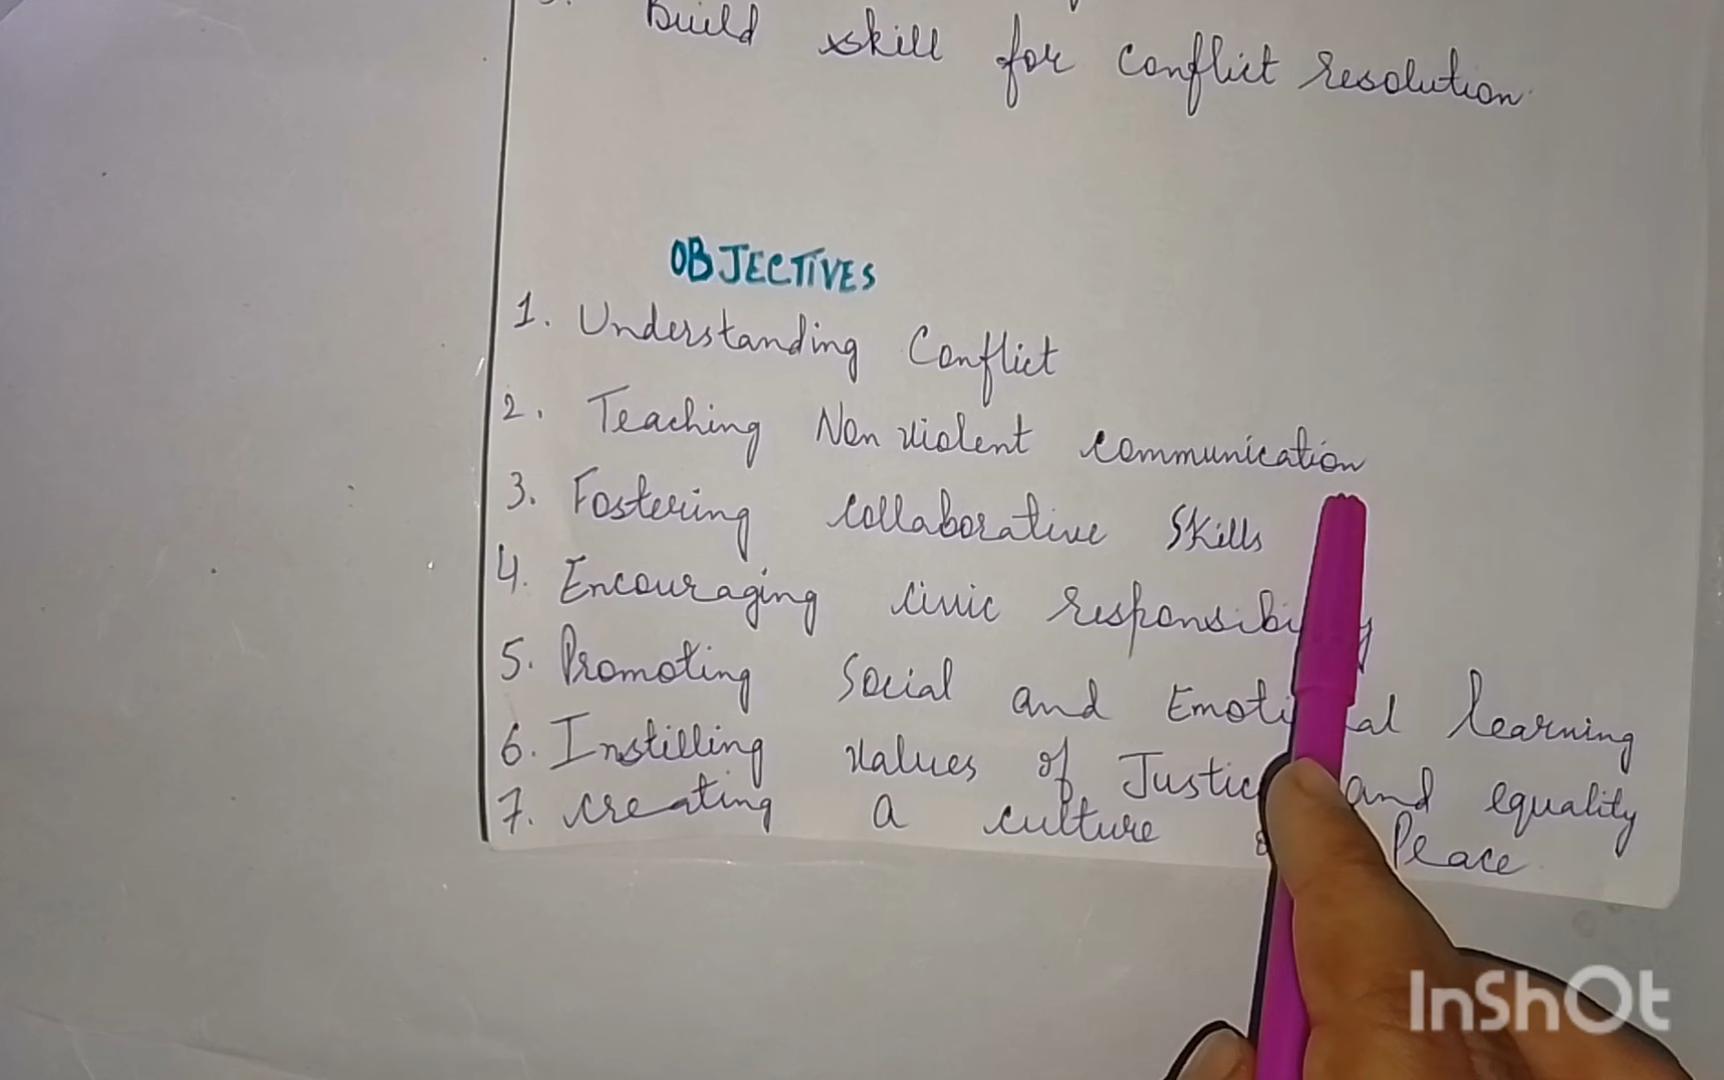 Build skill for conflict resolution
OBJECTIVES
1. Understanding Conflict
2. Teaching Non violent communication
3. Fostering collaborative skills
4. Encouraging civic
5. Promoting Social and learning
6. Instilling values of and equality
7. creating a culture Peace
InShOt